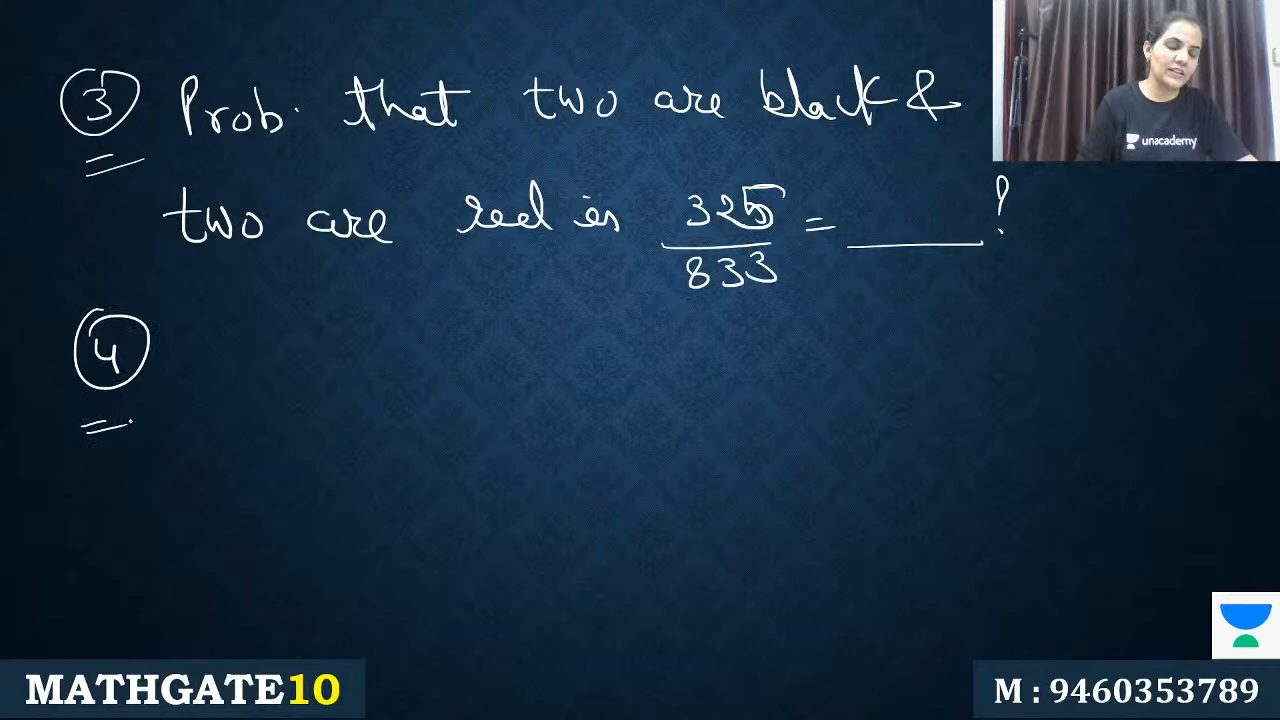 3 Prob. that two are black &
two are red is 325/833 = ____ ?
4
unacademy
MATHGATE10
M : 9460353789